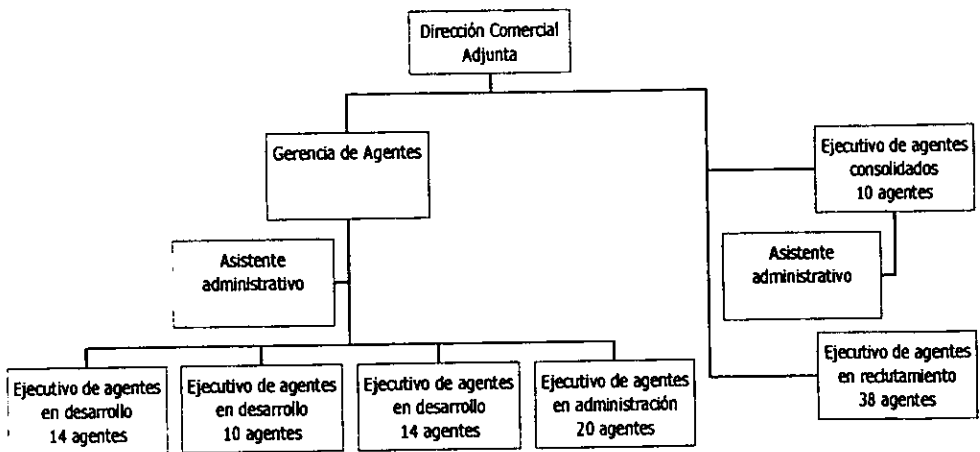 Dirección Comercial
Adjunta
Gerencia de Agentes
Ejecutivo de agentes
consolidados
10 agentes
Asistente
administrativo
Asistente
administrativo
Ejecutivo de agentes
en desarrollo
14 agentes
Ejecutivo de agentes
en desarrollo
10 agentes
Ejecutivo de agentes
en desarrollo
14 agentes
Ejecutivo de agentes
en administración
20 agentes
Ejecutivo de agentes
en reclutamiento
38 agentes